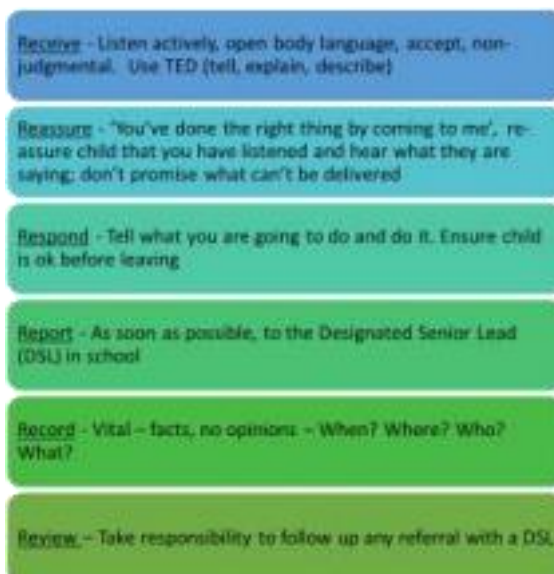 Receive - Listen actively, open body language, accept, non-
judgmental. Use TED (tell, explain, describe)
Reassure - 'You've done the right thing by coming to me', re-
assure child that you have listened and hear what they are
saying; don't promise what can't be delivered
Respond - Tell what you are going to do and do it. Ensure child
is ok before leaving
Report - As soon as possible, to the Designated Senior Lead
(DSL) in school
Record - Vital – facts, no opinions – When? Where? Who?
What?
Review – Take responsibility to follow up any referral with a DSL